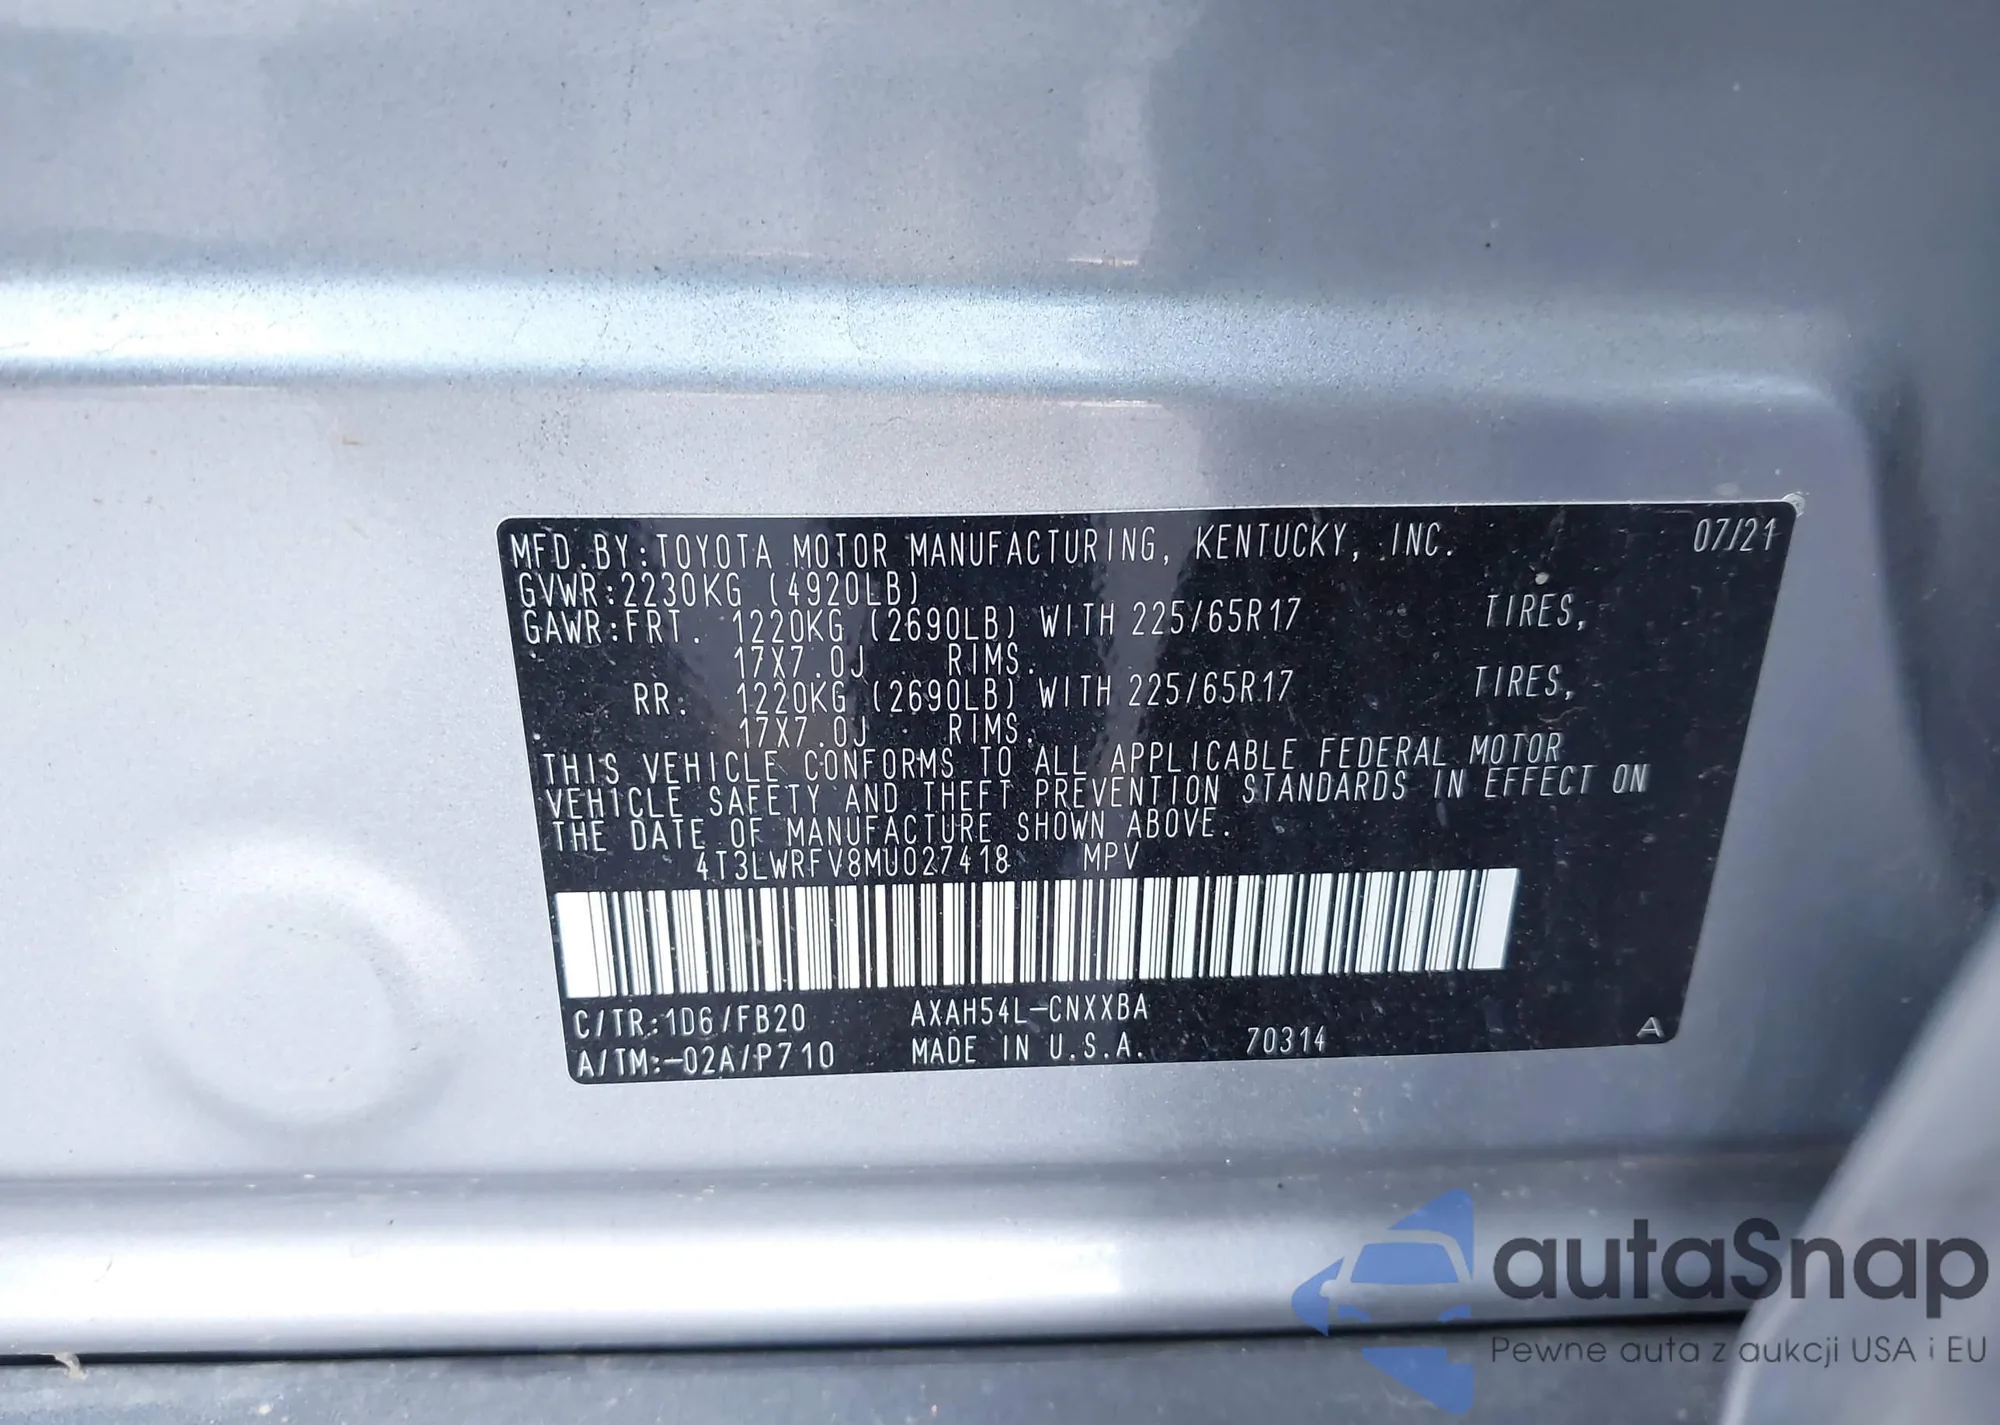 MFD.BY:TOYOTA MOTOR MANUFACTURING, KENTUCKY, INC. 07/21
GVWR:2230KG (4920LB)
GAWR:FRT. 1220KG (2690LB) WITH 225/65R17 TIRES,
17X7.0J RIMS.
RR: 1220KG (2690LB) WITH 225/65R17 TIRES,
17X7.0J RIMS.
THIS VEHICLE CONFORMS TO ALL APPLICABLE FEDERAL MOTOR
VEHICLE SAFETY AND THEFT PREVENTION STANDARDS IN EFFECT ON
THE DATE OF MANUFACTURE SHOWN ABOVE.
4T3LWRFV8MU027418 MPV
C/TR:1D6/FB20 AXAH54L-CNXXBA
A/TM:-02A/P710 MADE IN U.S.A. 70314 A
autaSnap
Pewne auta z aukcji USA i EU